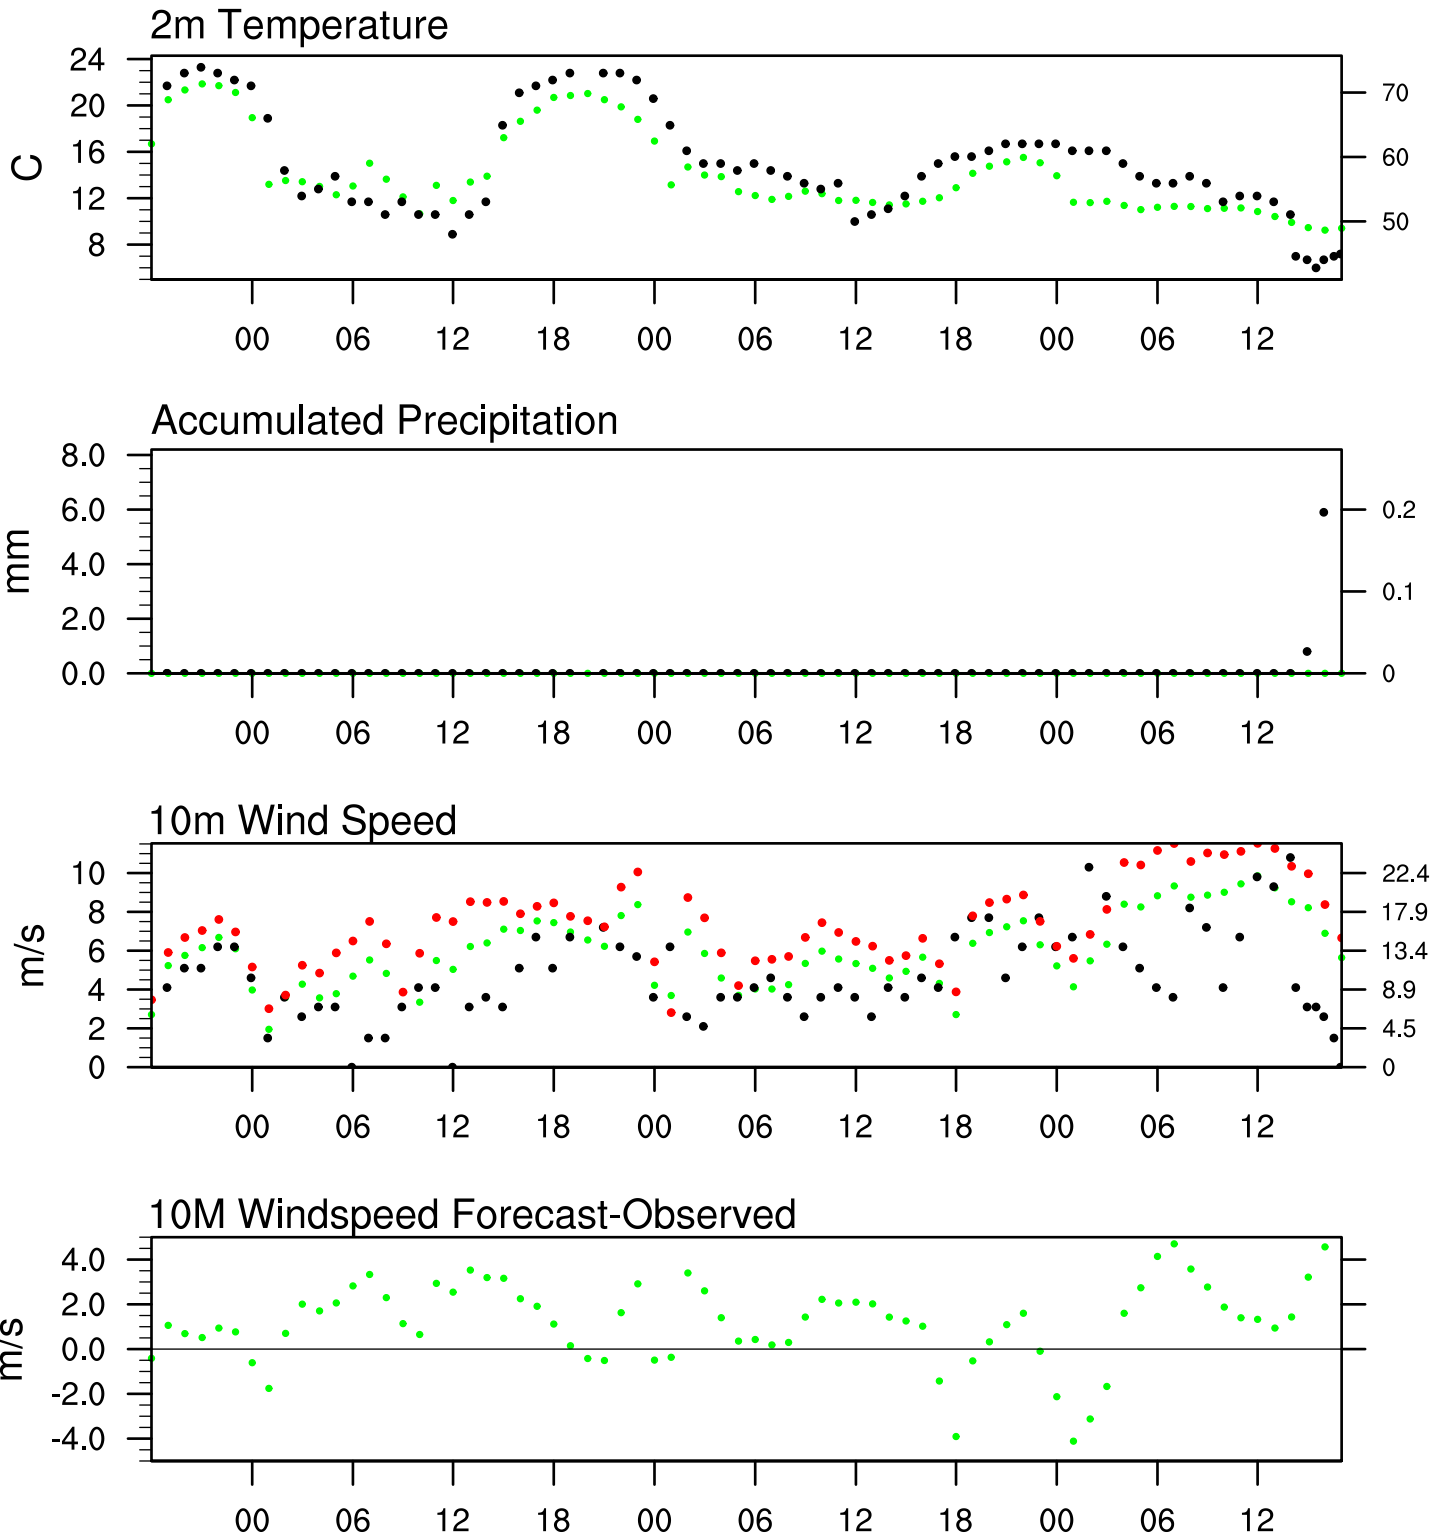 2m Temperature
24
20
16
12
8
C
70
60
50
00 06 12 18 00 06 12 18 00 06 12
Accumulated Precipitation
8.0
6.0
4.0
2.0
0.0
mm
0.2
0.1
0
00 06 12 18 00 06 12 18 00 06 12
10m Wind Speed
10
8
6
4
2
0
m/s
22.4
17.9
13.4
8.9
4.5
0
00 06 12 18 00 06 12 18 00 06 12
10M Windspeed Forecast-Observed
4.0
2.0
0.0
-2.0
-4.0
m/s
00 06 12 18 00 06 12 18 00 06 12